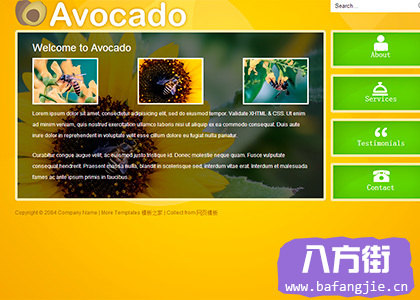 Avocado
Search...
Welcome to Avocado
Lorem ipsum dolor sit amet, consectetur adipisicing elit, sed do eiusmod tempor. Validate XHTML & CSS. Ut enim
ad minim veniam, quis nostrud exercitation ullamco laboris nisi ut aliquip ex ea commodo consequat. Duis aute
irure dolor in reprehenderit in voluptate velit esse cillum dolore eu fugiat nulla pariatur.
Curabitur congue augue velit, ac euismod justo tristique id. Donec molestie neque quam. Fusce vulputate
consequat hendrerit. Praesent massa nulla, blandit in scelerisque sed, interdum vitae erat. Interdum et malesuada
fames ac ante ipsum primis in faucibus.
About
Services
Testimonials
Contact
Copyright © 2084 Company Name | More Templates 模板之家 | Collect from 网页模板
八方街
www.bafangjie.cn